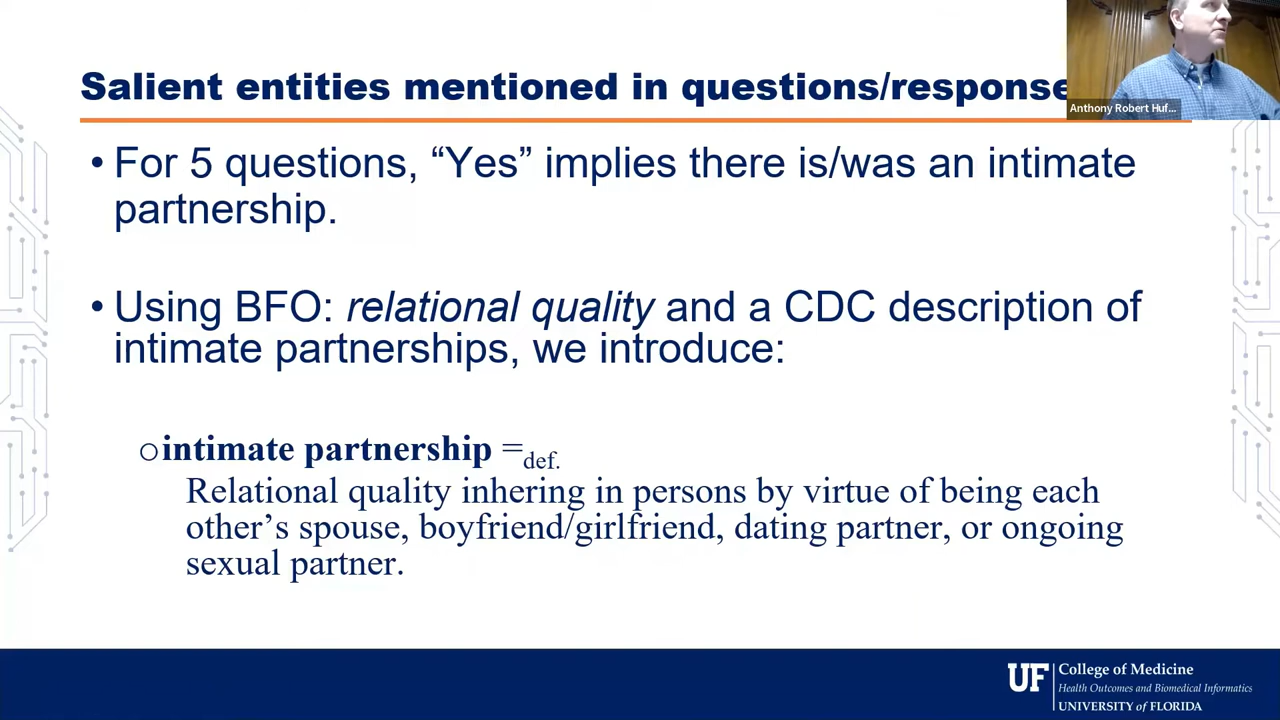 Salient entities mentioned in questions/response
Anthony Robert Huf...
• For 5 questions, “Yes” implies there is/was an intimate
partnership.
• Using BFO: relational quality and a CDC description of
intimate partnerships, we introduce:
o intimate partnership =def.
Relational quality inhering in persons by virtue of being each
other’s spouse, boyfriend/girlfriend, dating partner, or ongoing
sexual partner.
UF
College of Medicine
Health Outcomes and Biomedical Informatics
UNIVERSITY of FLORIDA